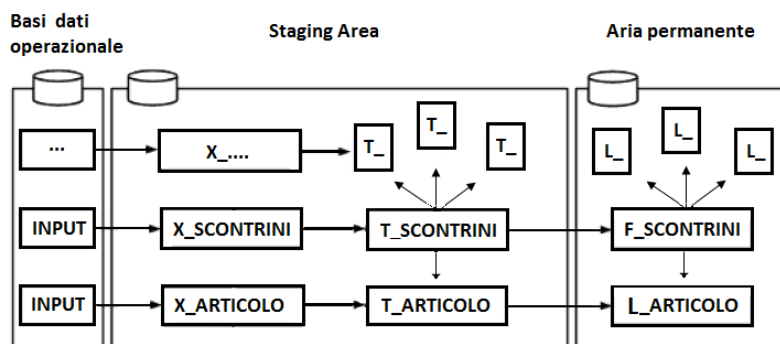 Basi dati
operazionale
Staging Area
Aria permanente
...
X_....
T_
T_
T_
L_
L_
L_
INPUT
X_SCONTRINI
T_SCONTRINI
F_SCONTRINI
INPUT
X_ARTICOLO
T_ARTICOLO
L_ARTICOLO